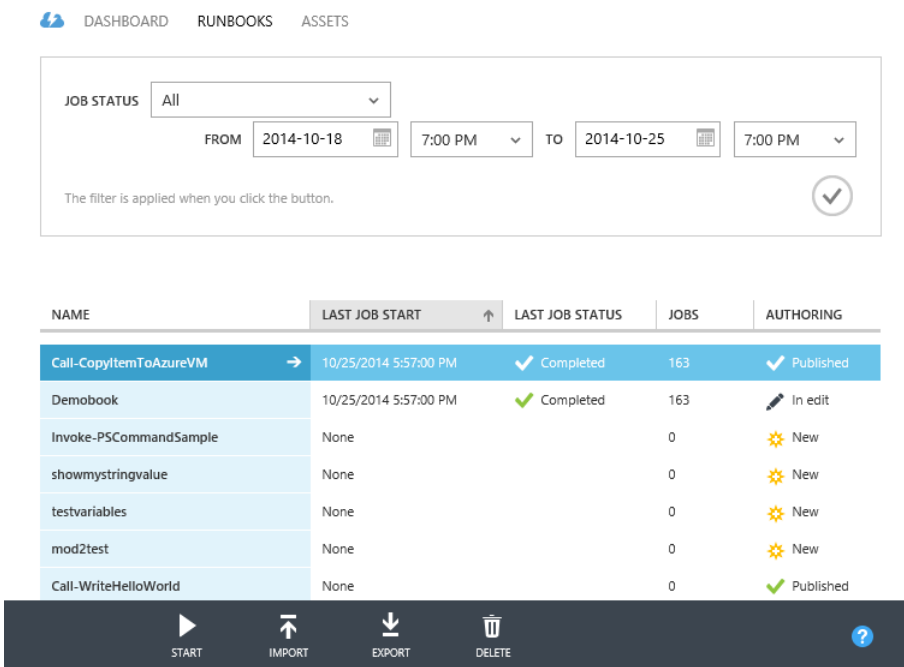 DASHBOARD RUNBOOKS ASSETS
JOB STATUS All
FROM 2014-10-18 7:00 PM TO 2014-10-25 7:00 PM
The filter is applied when you click the button.
NAME LAST JOB START LAST JOB STATUS JOBS AUTHORING
Call-CopyItemToAzureVM 10/25/2014 5:57:00 PM Completed 163 Published
Demobook 10/25/2014 5:57:00 PM Completed 163 In edit
Invoke-PSCommandSample None 0 New
showmystringvalue None 0 New
testvariables None 0 New
mod2test None 0 New
Call-WriteHelloWorld None 0 Published
START IMPORT EXPORT DELETE ?